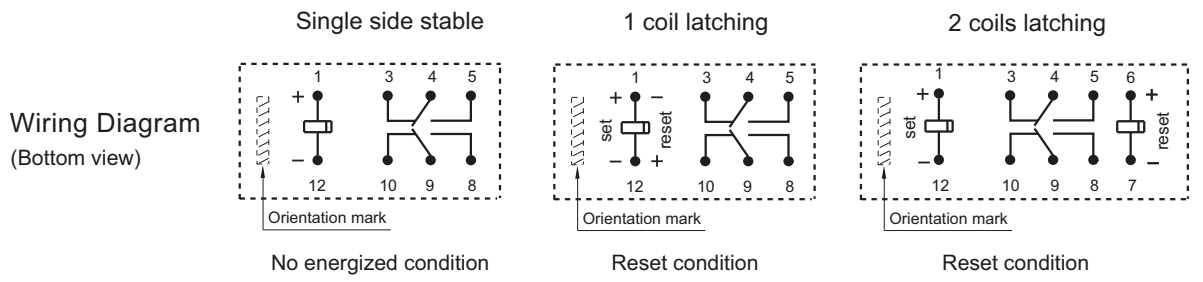 Single side stable 1 coil latching 2 coils latching
1 3 4 5 1 3 4 5 1 3 4 5 6
+ + − + +
Wiring Diagram set reset set reset
(Bottom view)
− − + − −
12 10 9 8 12 10 9 8 12 10 9 8 7
Orientation mark Orientation mark Orientation mark
No energized condition Reset condition Reset condition